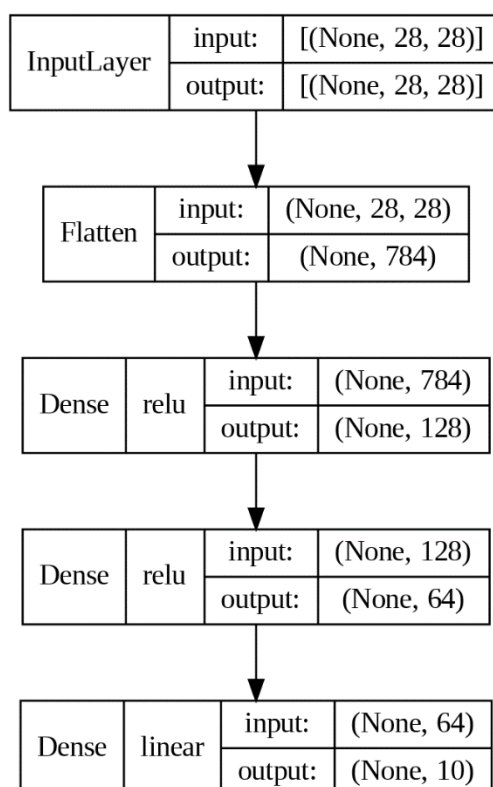 InputLayer input: [(None, 28, 28)]
output: [(None, 28, 28)]
Flatten input: (None, 28, 28)
output: (None, 784)
Dense relu input: (None, 784)
output: (None, 128)
Dense relu input: (None, 128)
output: (None, 64)
Dense linear input: (None, 64)
output: (None, 10)